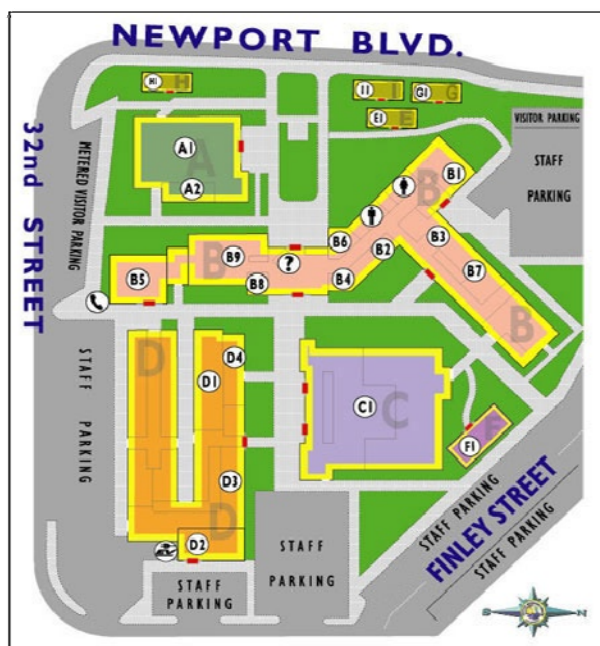 NEWPORT BLVD.
32nd STREET
METERED VISITOR PARKING
H1 H
I1 I
G1 G
E1 E
VISITOR PARKING
STAFF
PARKING
A1
A
A2
B1
B
B6
B2
B3
B9
B
?
B5
B8
B4
B7
B
STAFF PARKING
D
D4
D1
C1
C
F
F1
D3
D
D2
STAFF
PARKING
STAFF
PARKING
STAFF PARKING
FINLEY STREET
STAFF PARKING
S
N